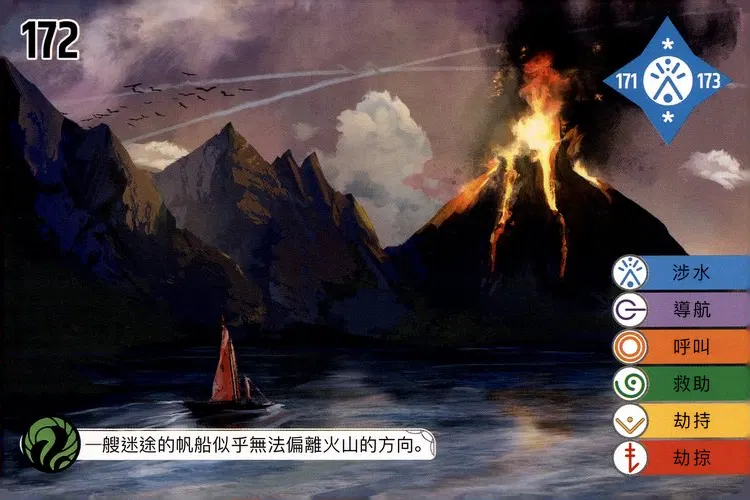 172
*
171 173
*
涉水
導航
呼叫
救助
劫持
劫掠
一艘迷途的帆船似乎無法偏離火山的方向。